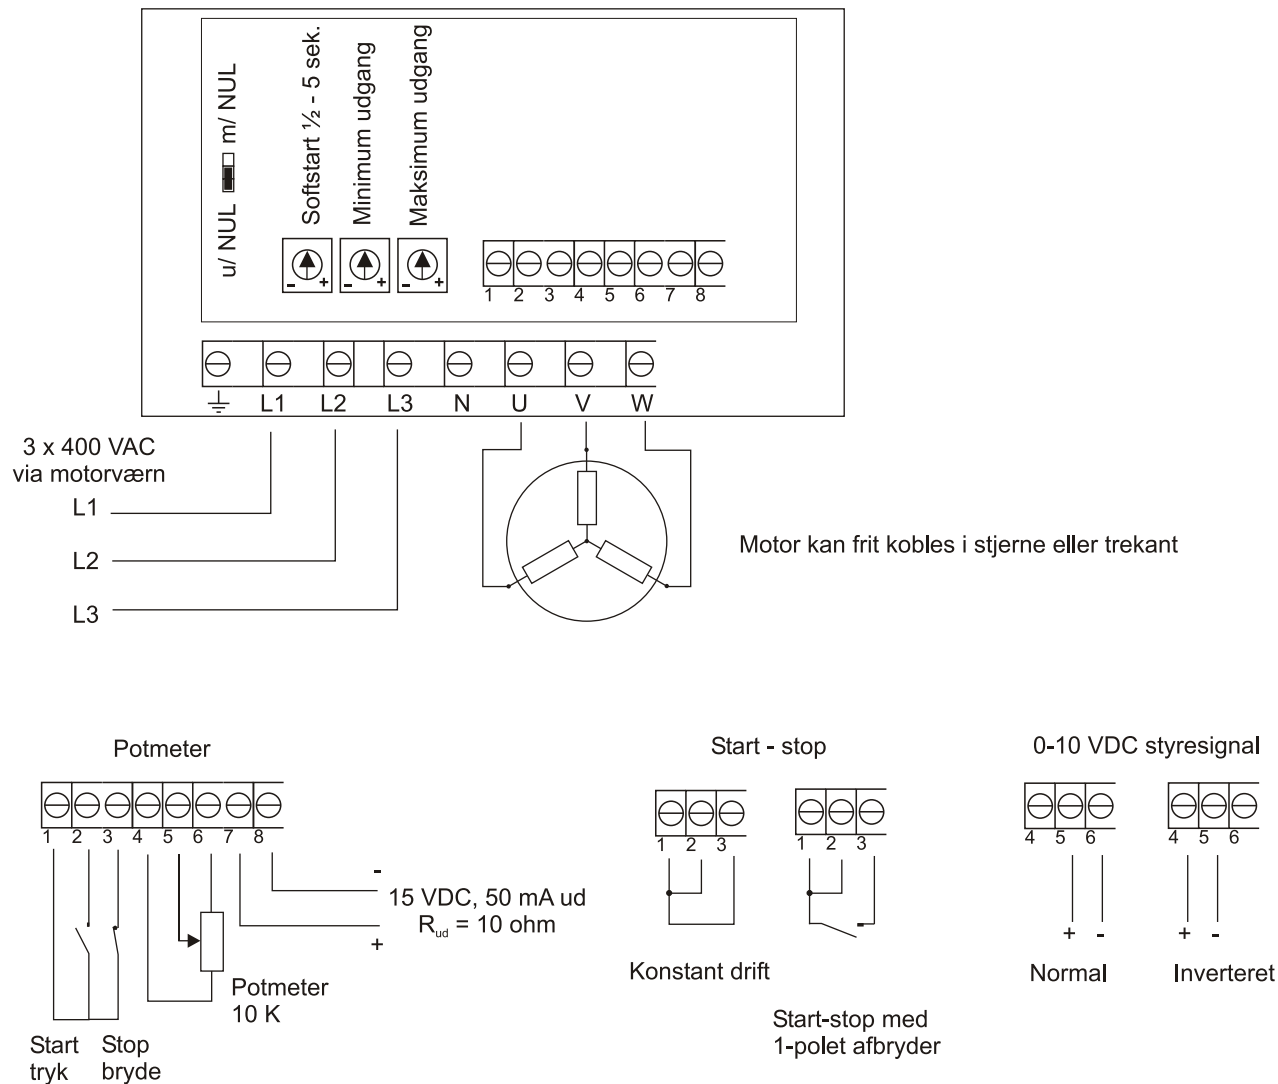 u/ NUL m/ NUL
Softstart ½ - 5 sek.
Minimum udgang
Maksimum udgang
- +
- +
- +
1 2 3 4 5 6 7 8
L1 L2 L3 N U V W
3 x 400 VAC
via motorværn
L1
L2
L3
Motor kan frit kobles i stjerne eller trekant
Potmeter
1 2 3 4 5 6 7 8
-
15 VDC, 50 mA ud
Rud = 10 ohm
+
Potmeter
10 K
Start
tryk
Stop
bryde
Start - stop
1 2 3
1 2 3
Konstant drift
Start-stop med
1-polet afbryder
0-10 VDC styresignal
4 5 6
4 5 6
+ -
+ -
Normal
Inverteret